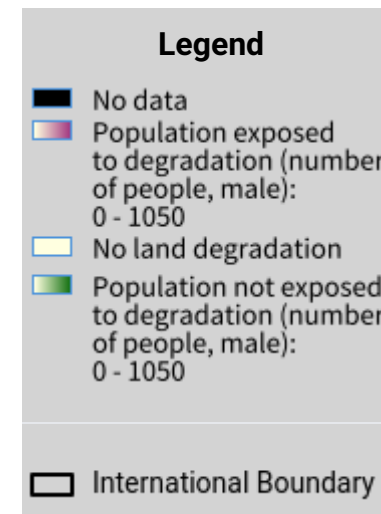 Legend
No data
Population exposed
to degradation (number
of people, male):
0 - 1050
No land degradation
Population not exposed
to degradation (number
of people, male):
0 - 1050
International Boundary